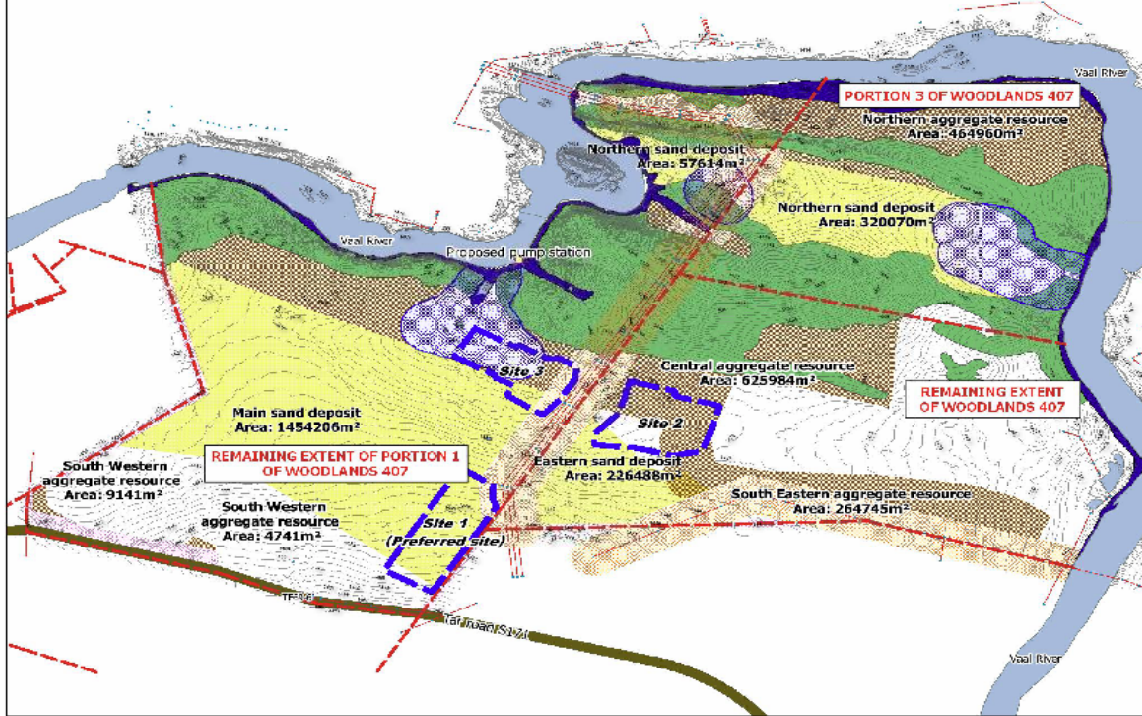 Vaal River
PORTION 3 OF WOODLANDS 407
Northern aggregate resource
Area: 464960m²
Northern sand deposit
Area: 57614m²
Northern sand deposit
Area: 320070m²
Vaal River
Proposed pump station
Site 3
Central aggregate resource
Area: 625984m²
REMAINING EXTENT
OF WOODLANDS 407
Main sand deposit
Area: 1454206m²
Site 2
REMAINING EXTENT OF PORTION 1
OF WOODLANDS 407
Eastern sand deposit
Area: 226488m²
South Western
aggregate resource
Area: 9141m²
South Western
aggregate resource
Area: 4741m²
South Eastern aggregate resource
Area: 264745m²
Site 1
(Preferred site)
Tar road S171
Vaal River